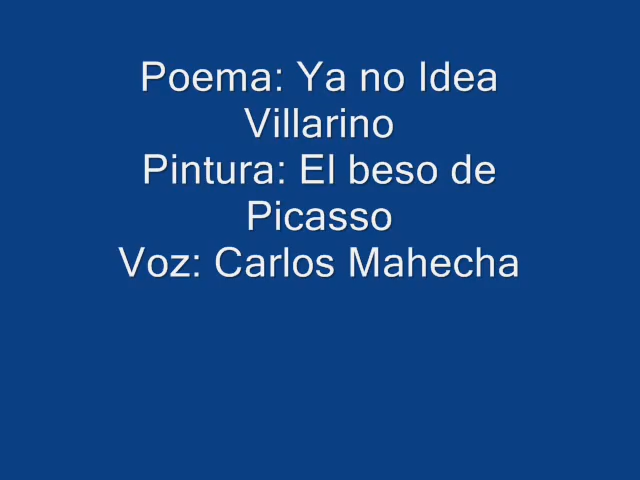 Poema: Ya no Idea
Villarino
Pintura: El beso de
Picasso
Voz: Carlos Mahecha